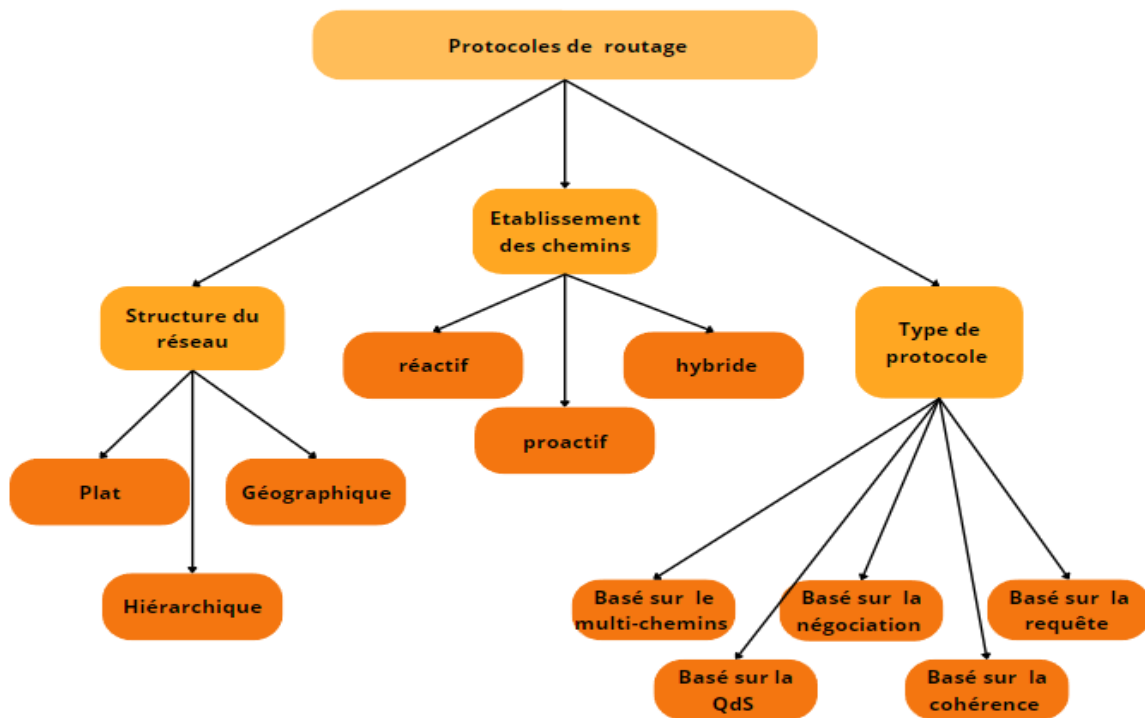 Protocoles de routage
Etablissement
des chemins
Structure du
réseau
Type de
protocole
réactif
hybride
proactif
Plat
Géographique
Hiérarchique
Basé sur le
multi-chemins
Basé sur la
négociation
Basé sur la
requête
Basé sur la
QdS
Basé sur la
cohérence